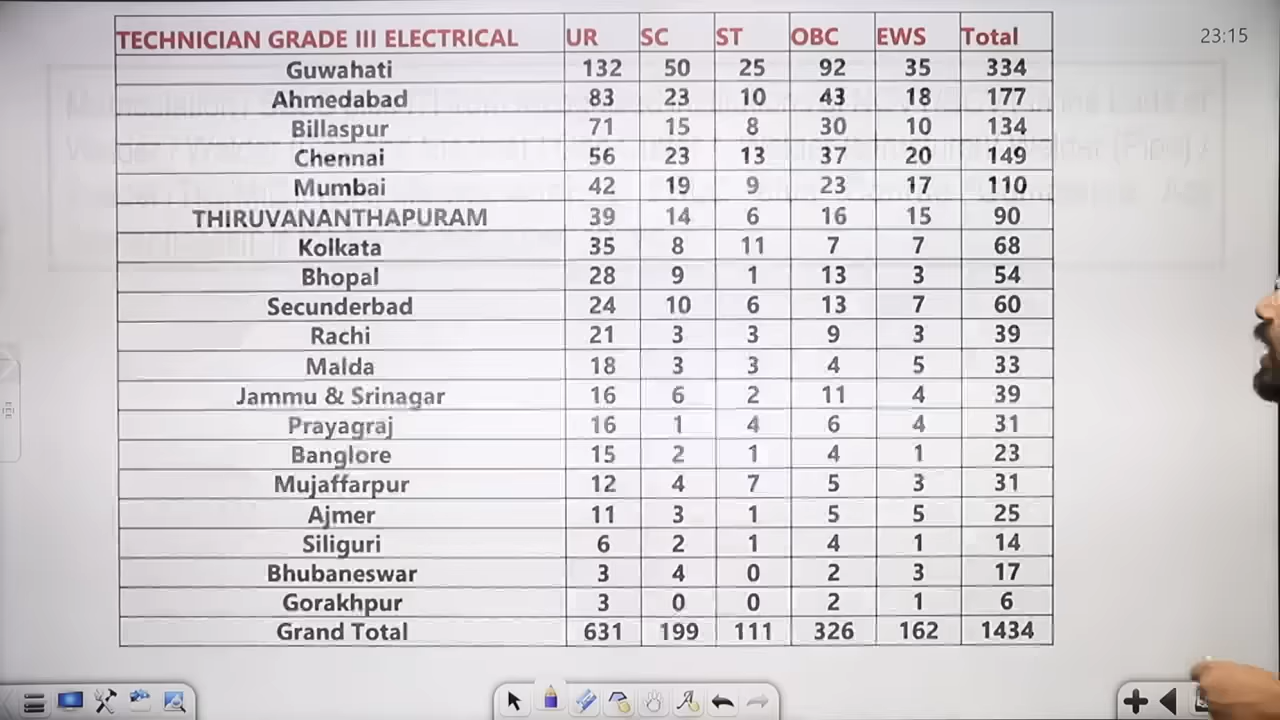 TECHNICIAN GRADE III ELECTRICAL UR SC ST OBC EWS Total
23:15
Guwahati 132 50 25 92 35 334
Ahmedabad 83 23 10 43 18 177
Billaspur 71 15 8 30 10 134
Chennai 56 23 13 37 20 149
Mumbai 42 19 9 23 17 110
THIRUVANANTHAPURAM 39 14 6 16 15 90
Kolkata 35 8 11 7 7 68
Bhopal 28 9 1 13 3 54
Secunderbad 24 10 6 13 7 60
Rachi 21 3 3 9 3 39
Malda 18 3 3 4 5 33
Jammu & Srinagar 16 6 2 11 4 39
Prayagraj 16 1 4 6 4 31
Banglore 15 2 1 4 1 23
Mujaffarpur 12 4 7 5 3 31
Ajmer 11 3 1 5 5 25
Siliguri 6 2 1 4 1 14
Bhubaneswar 3 4 0 2 3 17
Gorakhpur 3 0 0 2 1 6
Grand Total 631 199 111 326 162 1434